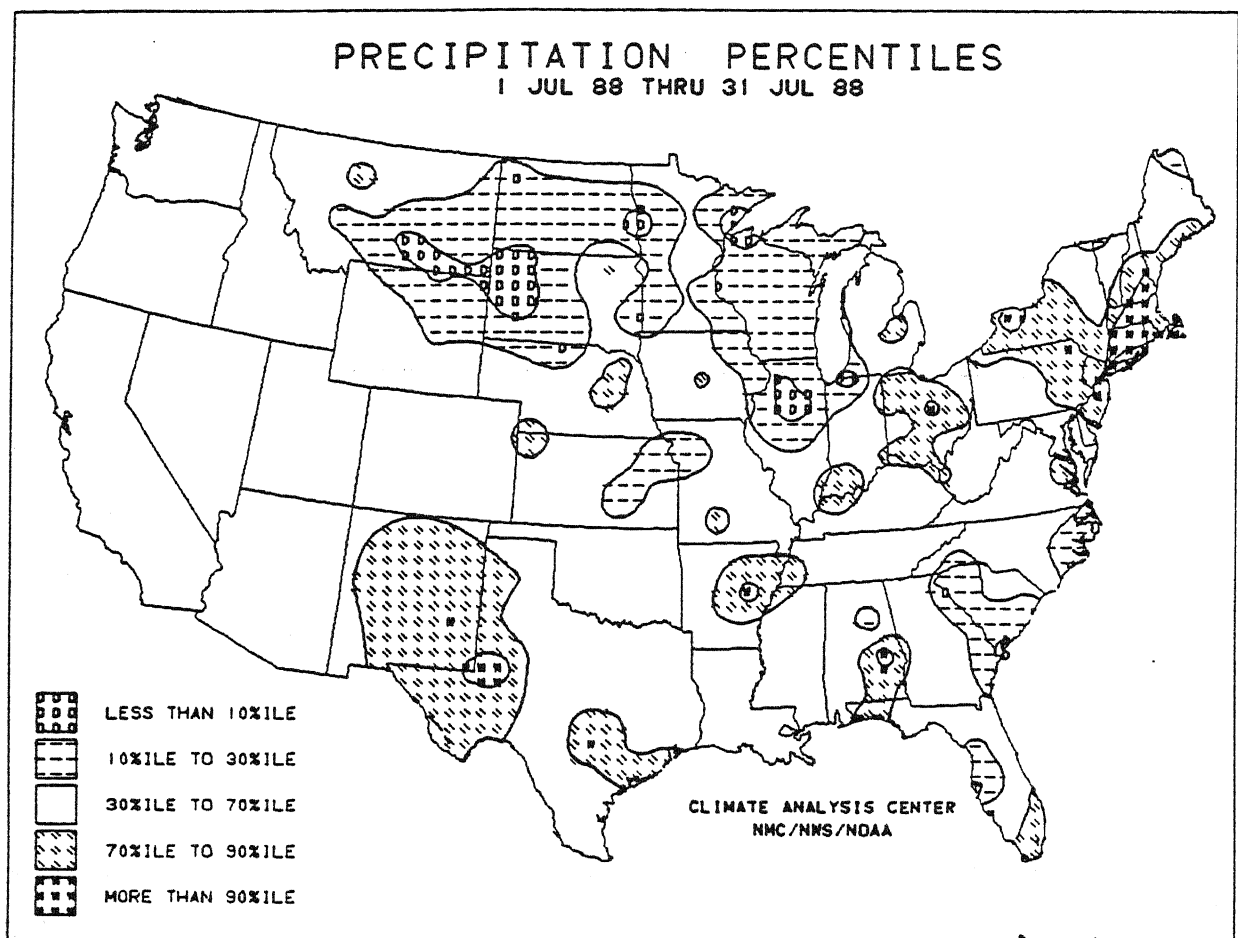 PRECIPITATION PERCENTILES
1 JUL 88 THRU 31 JUL 88
LESS THAN 10%ILE
10%ILE TO 30%ILE
30%ILE TO 70%ILE
70%ILE TO 90%ILE
MORE THAN 90%ILE
CLIMATE ANALYSIS CENTER
NMC/NWS/NOAA